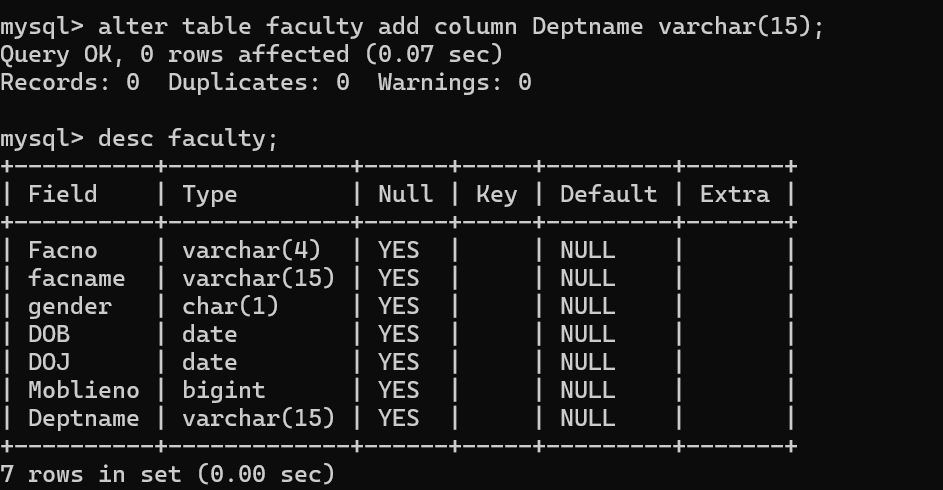 mysql> alter table faculty add column Deptname varchar(15);
Query OK, 0 rows affected (0.07 sec)
Records: 0  Duplicates: 0  Warnings: 0

mysql> desc faculty;
+----------+-------------+------+-----+---------+-------+
| Field    | Type        | Null | Key | Default | Extra |
+----------+-------------+------+-----+---------+-------+
| Facno    | varchar(4)  | YES  |     | NULL    |       |
| facname  | varchar(15) | YES  |     | NULL    |       |
| gender   | char(1)     | YES  |     | NULL    |       |
| DOB      | date        | YES  |     | NULL    |       |
| DOJ      | date        | YES  |     | NULL    |       |
| Moblieno | bigint      | YES  |     | NULL    |       |
| Deptname | varchar(15) | YES  |     | NULL    |       |
+----------+-------------+------+-----+---------+-------+
7 rows in set (0.00 sec)